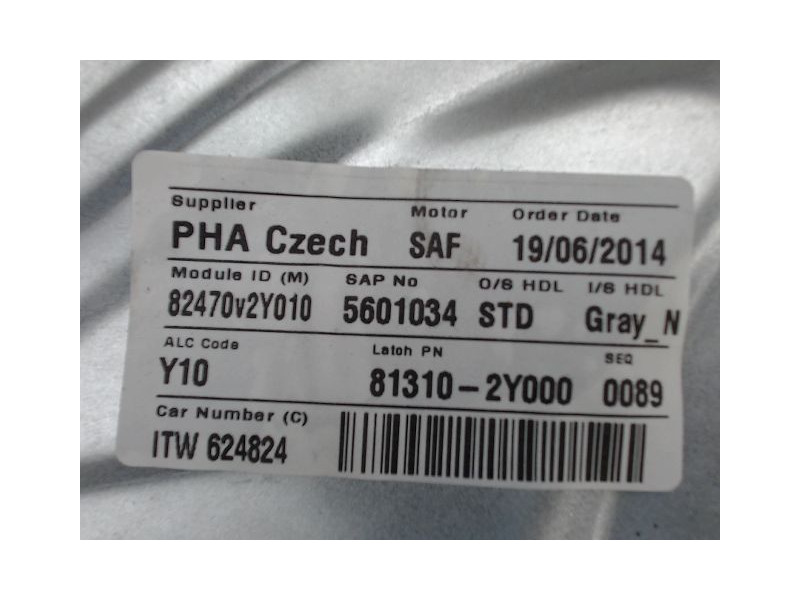 Supplier Motor Order Date
PHA Czech SAF 19/06/2014
Module ID (M) SAP No O/S HDL I/S HDL
82470v2Y010 5601034 STD Gray_N
ALC Code Latch PN SEQ
Y10 81310-2Y000 0089
Car Number (C)
ITW 624824